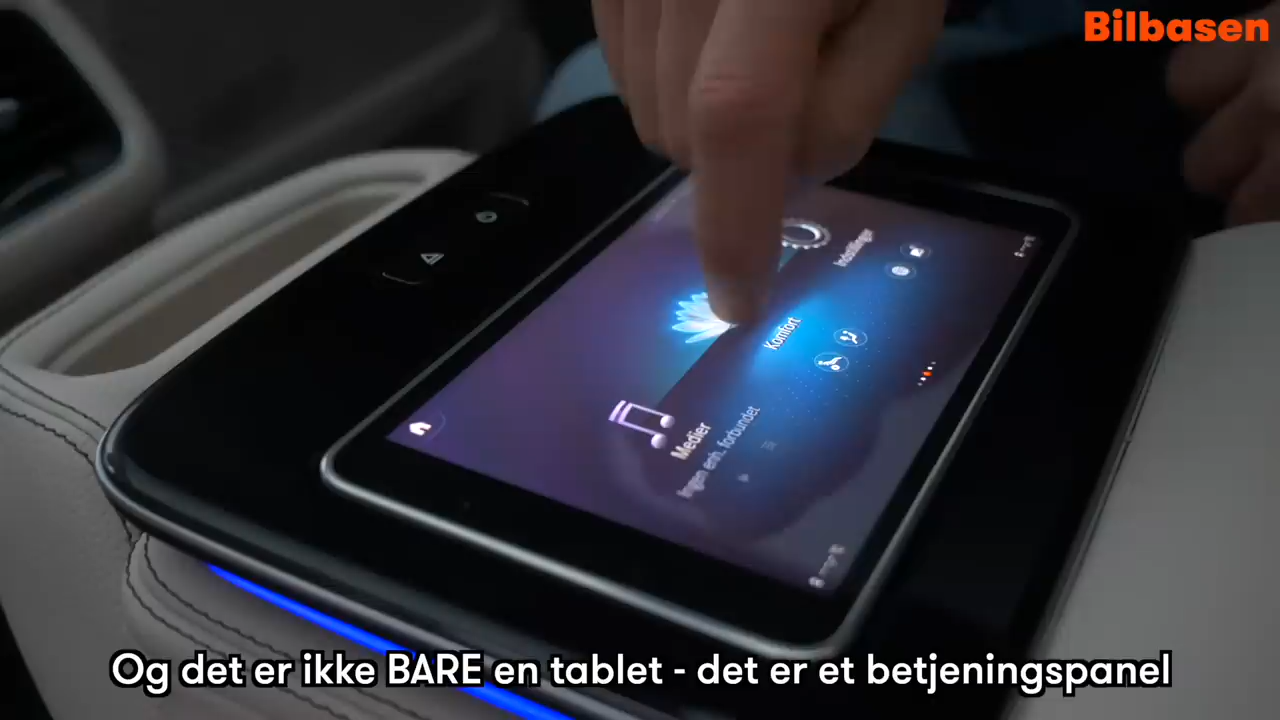 Bilbasen
Indstillinger
Komfort
Medier
Ingen enh. forbundet
Og det er ikke BARE en tablet - det er et betjeningspanel